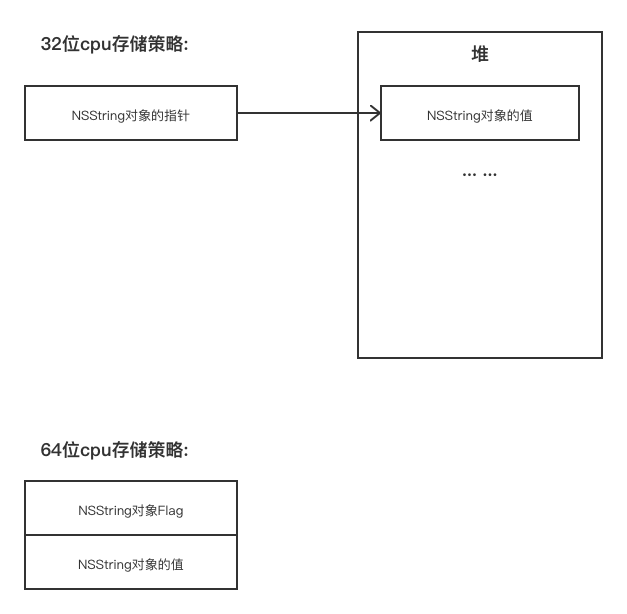 32位cpu存储策略:
堆
NSString对象的指针
NSString对象的值
... ...
64位cpu存储策略:
NSString对象Flag
NSString对象的值